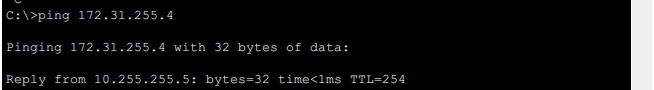 C:\>ping 172.31.255.4
Pinging 172.31.255.4 with 32 bytes of data:
Reply from 10.255.255.5: bytes=32 time<1ms TTL=254